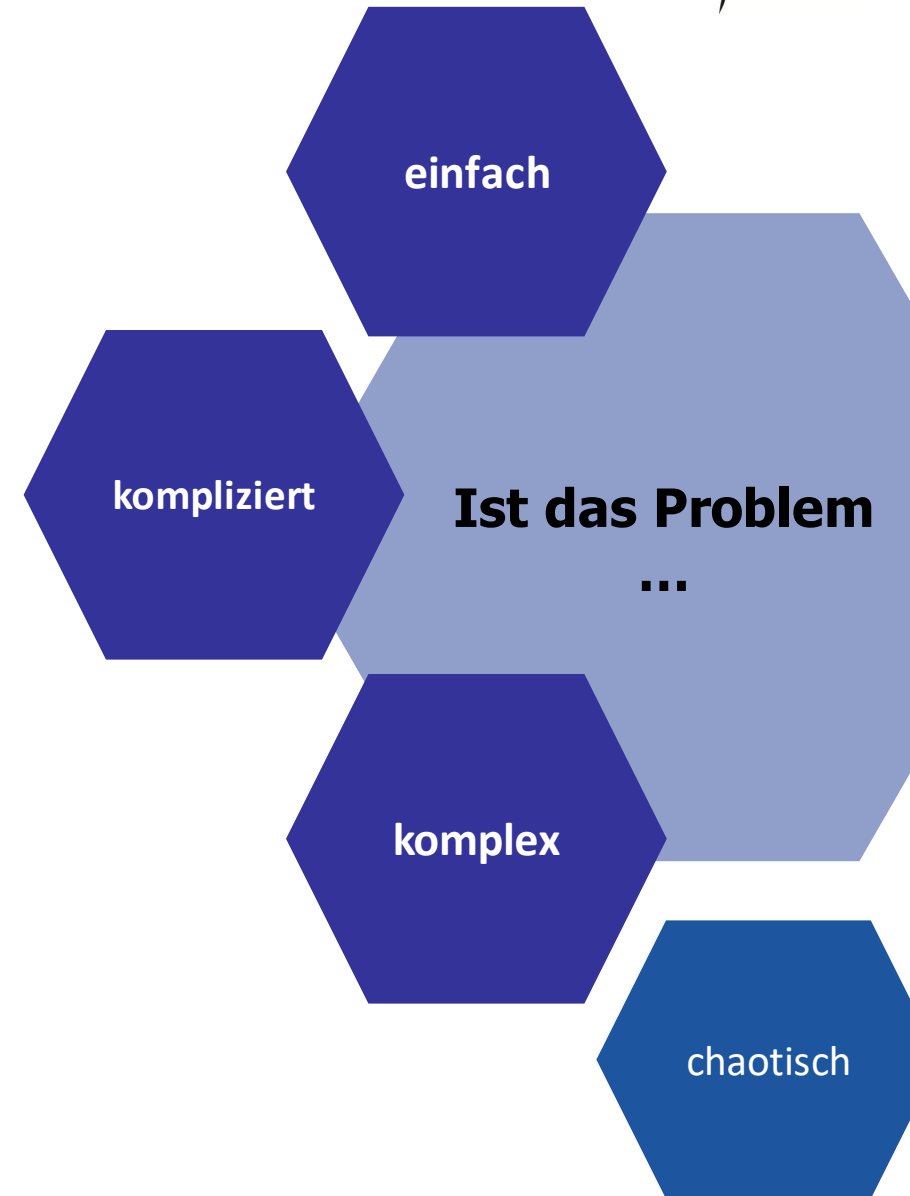 einfach
kompliziert
Ist das Problem
...
komplex
chaotisch